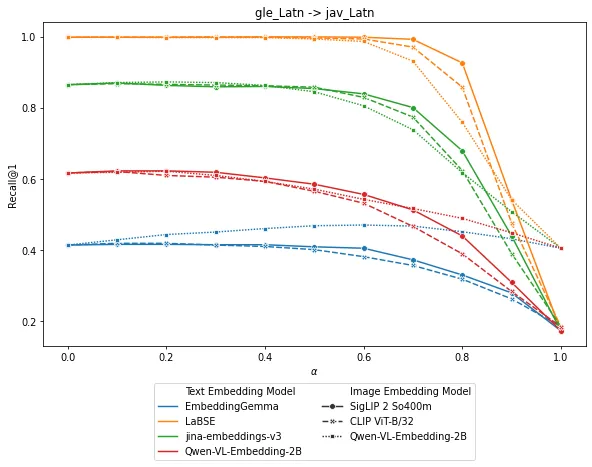 gle_Latn -> jav_Latn
1.0
0.8
0.6
0.4
0.2
Recall@1
0.0 0.2 0.4 0.6 0.8 1.0
α
Text Embedding Model Image Embedding Model
EmbeddingGemma SigLIP 2 So400m
LaBSE CLIP ViT-B/32
jina-embeddings-v3 Qwen-VL-Embedding-2B
Qwen-VL-Embedding-2B